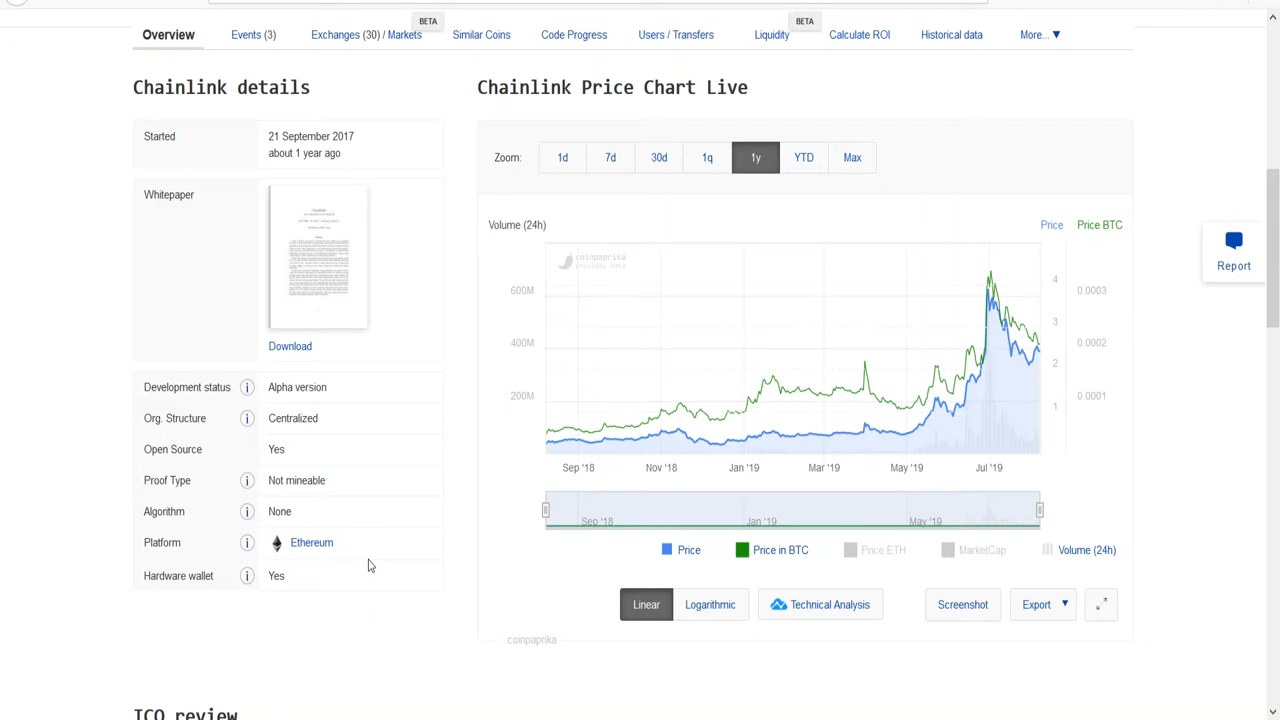 BETA
BETA
Overview
Events (3)
Exchanges (30) / Markets
Similar Coins
Code Progress
Users / Transfers
Liquidity
Calculate ROI
Historical data
More... ▼
Chainlink details
Chainlink Price Chart Live
Started
21 September 2017
about 1 year ago
Whitepaper
Download
Development status
i
Alpha version
Org. Structure
i
Centralized
Open Source
Yes
Proof Type
i
Not mineable
Algorithm
i
None
Platform
i
Ethereum
Hardware wallet
i
Yes
Zoom:
1d
7d
30d
1q
1y
YTD
Max
Volume (24h)
Price
Price BTC
coinpaprika
provides data
600M
400M
200M
4
3
2
1
0.0003
0.0002
0.0001
Sep '18
Nov '18
Jan '19
Mar '19
May '19
Jul '19
Sep '18
Jan '19
May '19
Price
Price in BTC
Price ETH
MarketCap
Volume (24h)
Linear
Logarithmic
Technical Analysis
Screenshot
Export ▼
coinpaprika
Report
ICO review